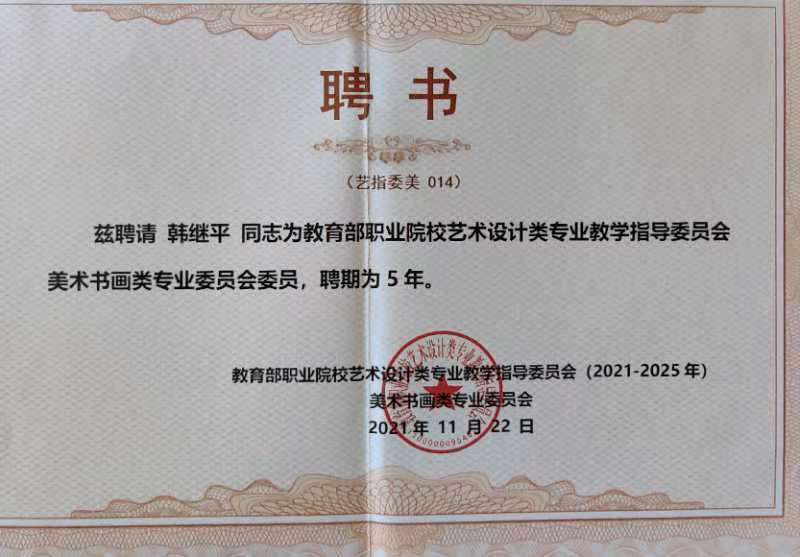 聘书
（艺指委美 014）
兹聘请 韩继平 同志为教育部职业院校艺术设计类专业教学指导委员会
美术书画类专业委员会委员，聘期为 5 年。
教育部职业院校艺术设计类专业教学指导委员会（2021-2025 年）
美术书画类专业委员会
2021 年 11 月 22 日